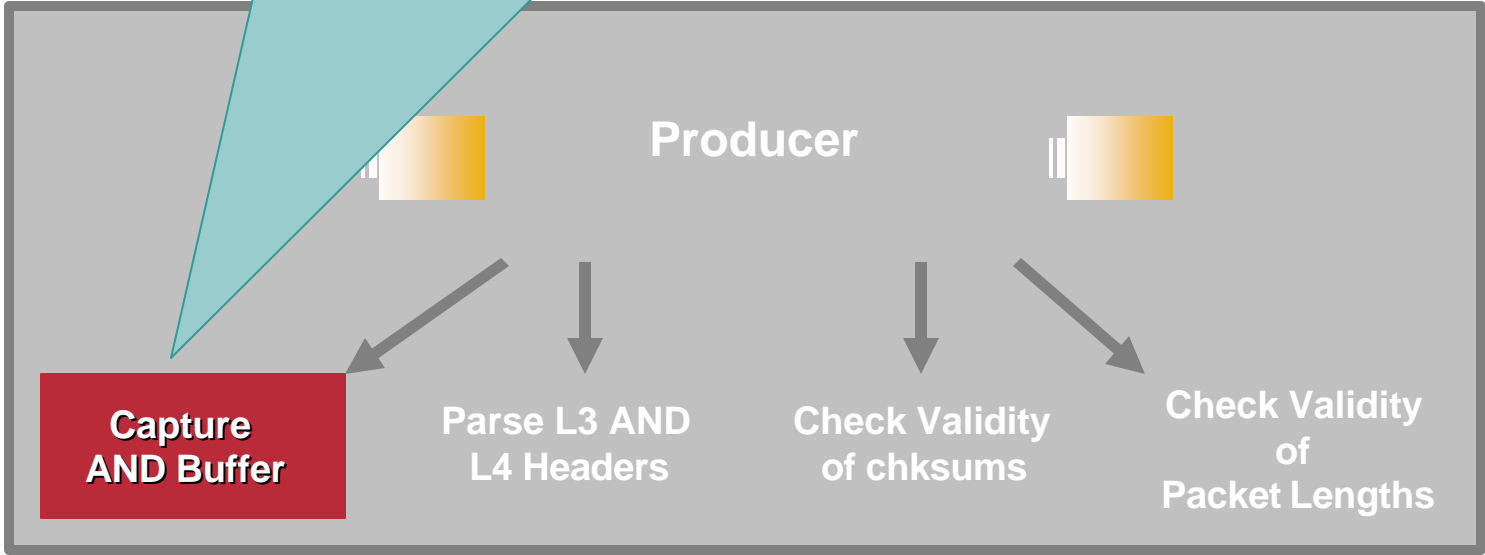 Producer
Capture
AND Buffer
Parse L3 AND
L4 Headers
Check Validity
of chksums
Check Validity
of
Packet Lengths